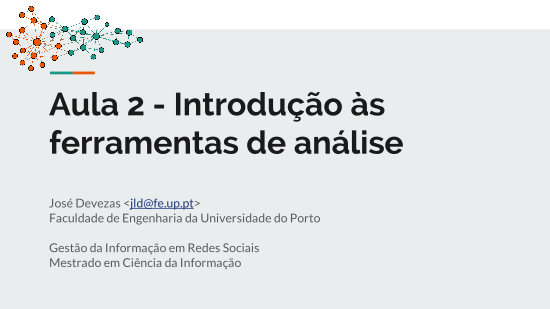 Aula 2 - Introdução às
ferramentas de análise
José Devezas <jld@fe.up.pt>
Faculdade de Engenharia da Universidade do Porto
Gestão da Informação em Redes Sociais
Mestrado em Ciência da Informação